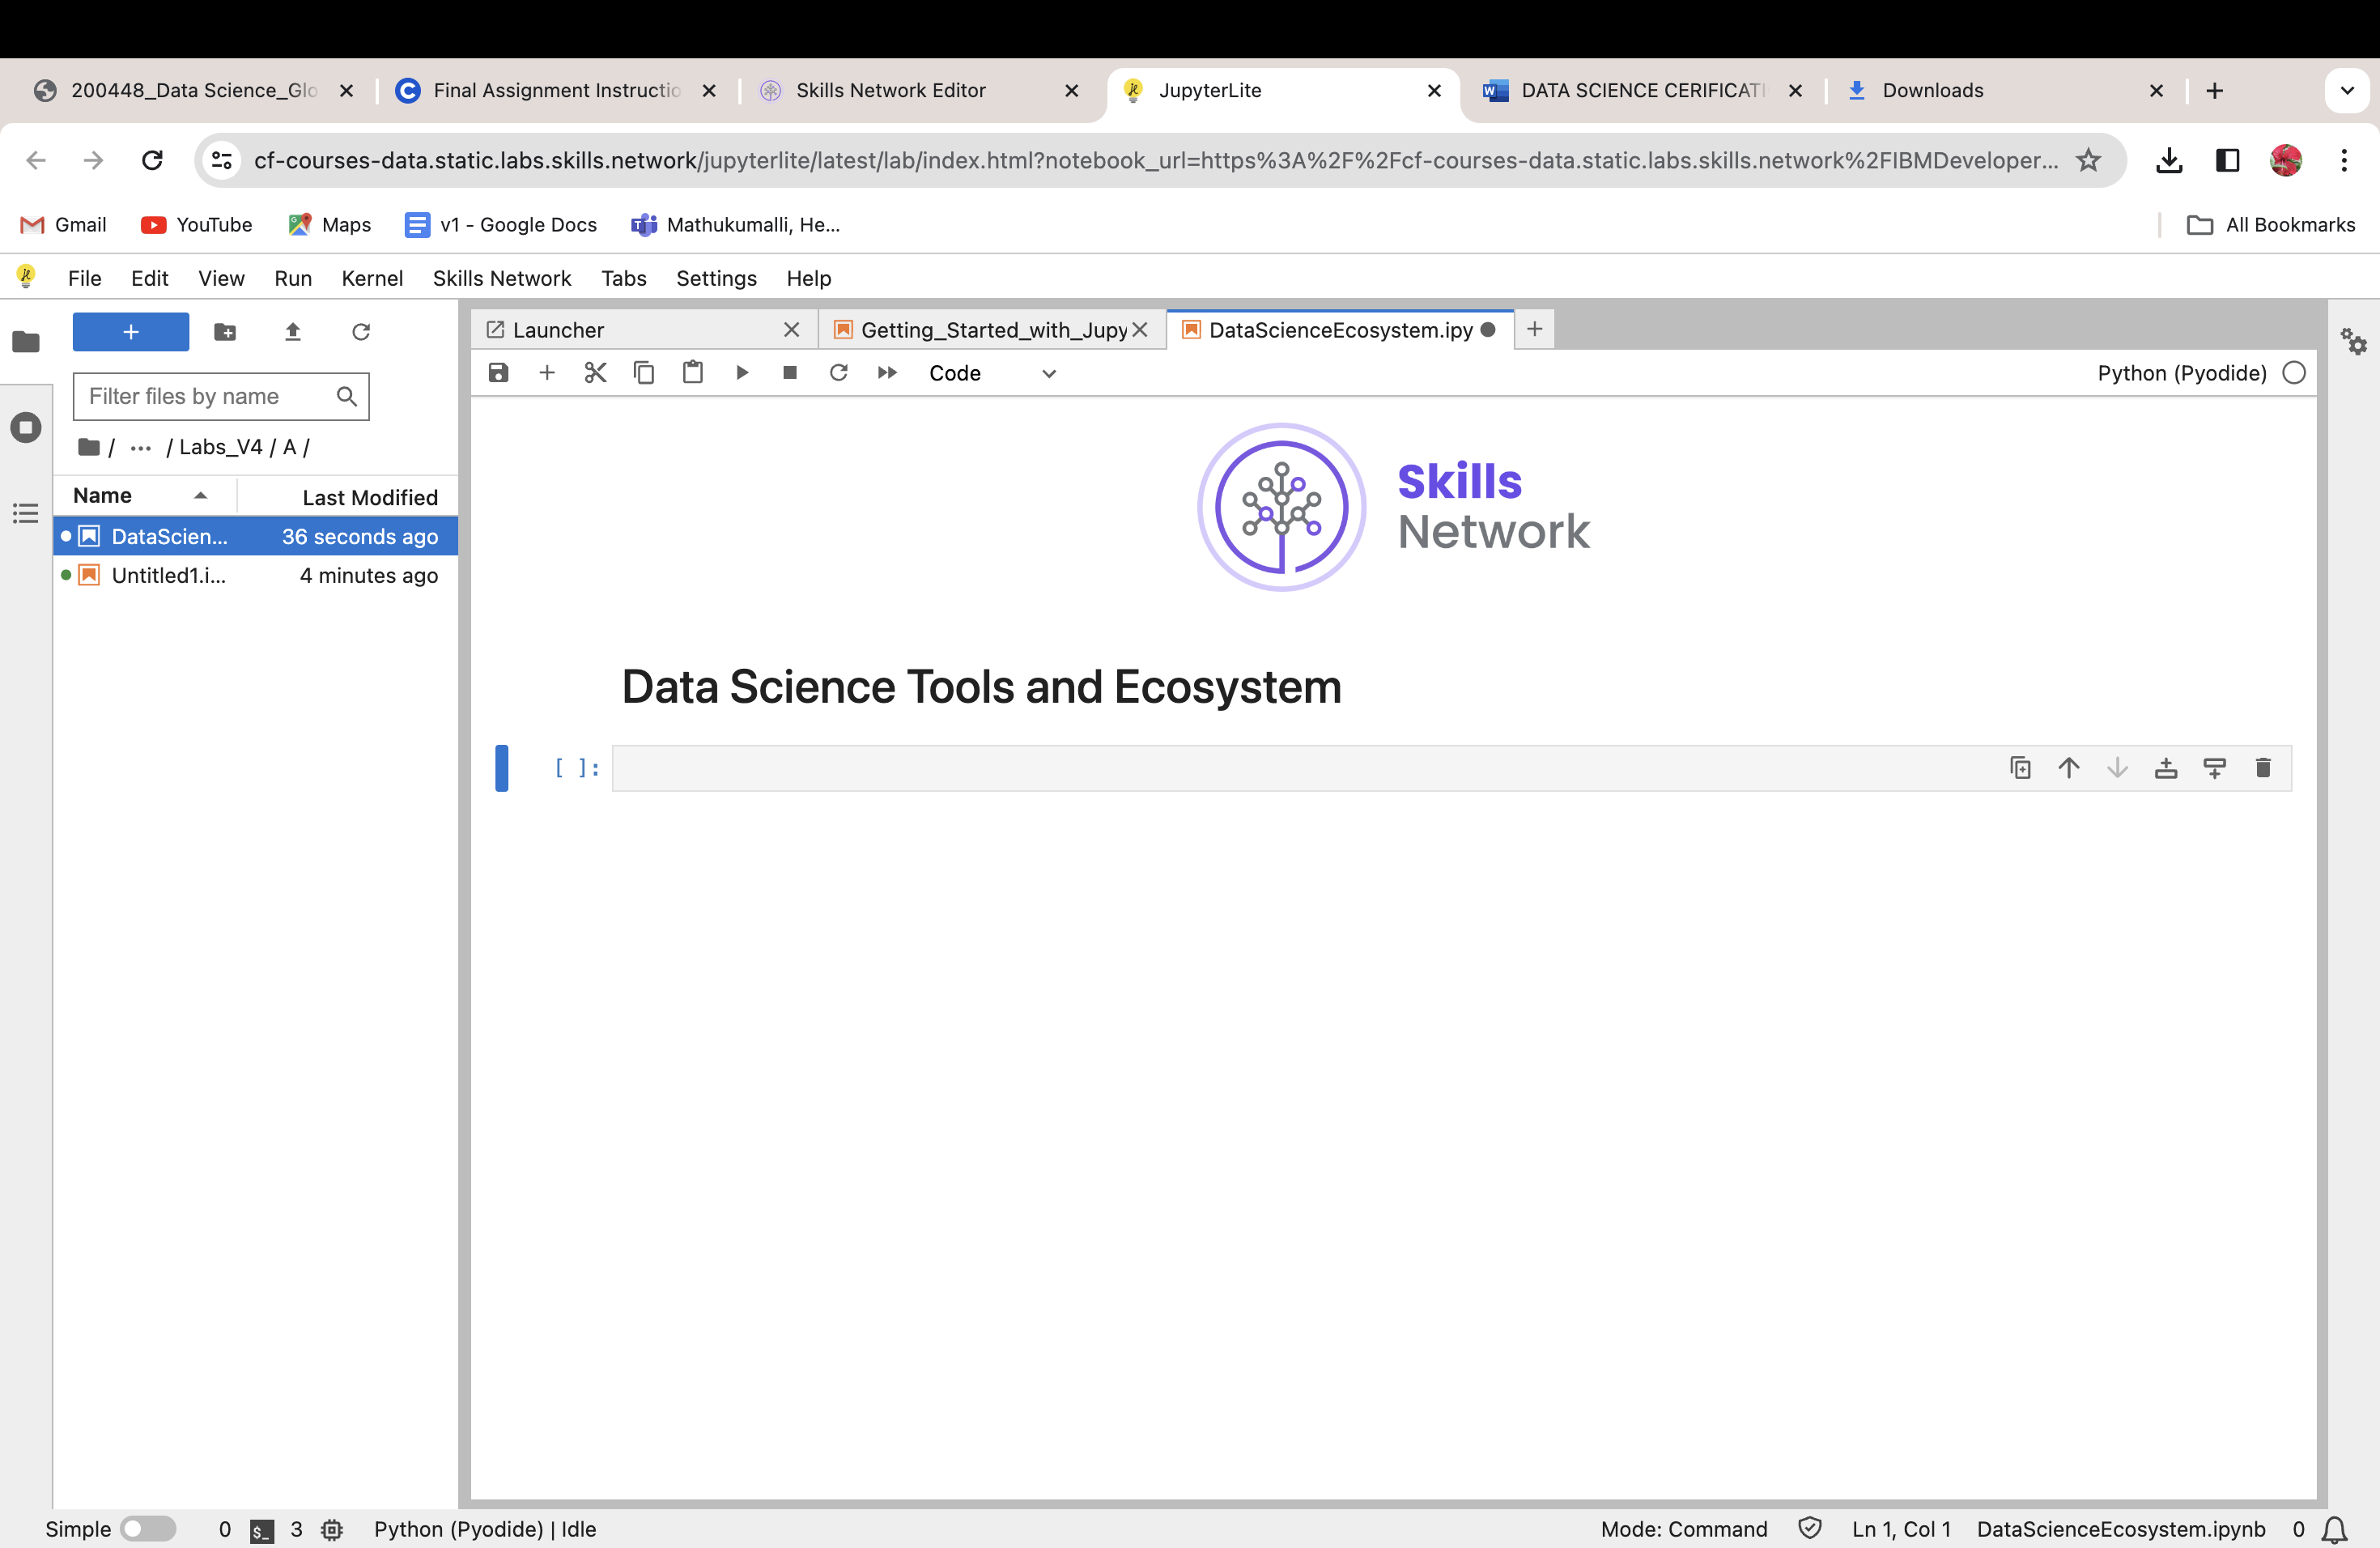 200448_Data Science_Glo
Final Assignment Instructio
Skills Network Editor
JupyterLite
DATA SCIENCE CERIFICATI
Downloads
cf-courses-data.static.labs.skills.network/jupyterlite/latest/lab/index.html?notebook_url=https%3A%2F%2Fcf-courses-data.static.labs.skills.network%2FIBMDeveloper...
Gmail
YouTube
Maps
v1 - Google Docs
Mathukumalli, He...
All Bookmarks
File Edit View Run Kernel Skills Network Tabs Settings Help
+
Launcher
Getting_Started_with_Jupy
DataScienceEcosystem.ipy
Code
Python (Pyodide)
Filter files by name
/ ... / Labs_V4 / A /
Name
Last Modified
DataScien...
36 seconds ago
Untitled1.i...
4 minutes ago
Skills
Network
Data Science Tools and Ecosystem
[ ]:
Simple
0
$_
3
Python (Pyodide) | Idle
Mode: Command
Ln 1, Col 1
DataScienceEcosystem.ipynb
0